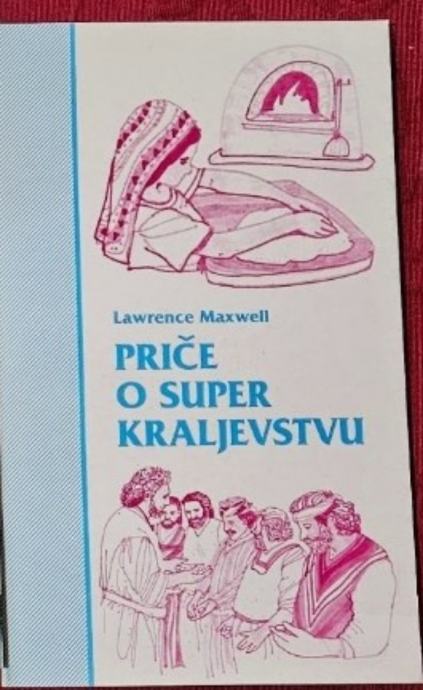 Lawrence Maxwell
PRIČE
O SUPER
KRALJEVSTVU